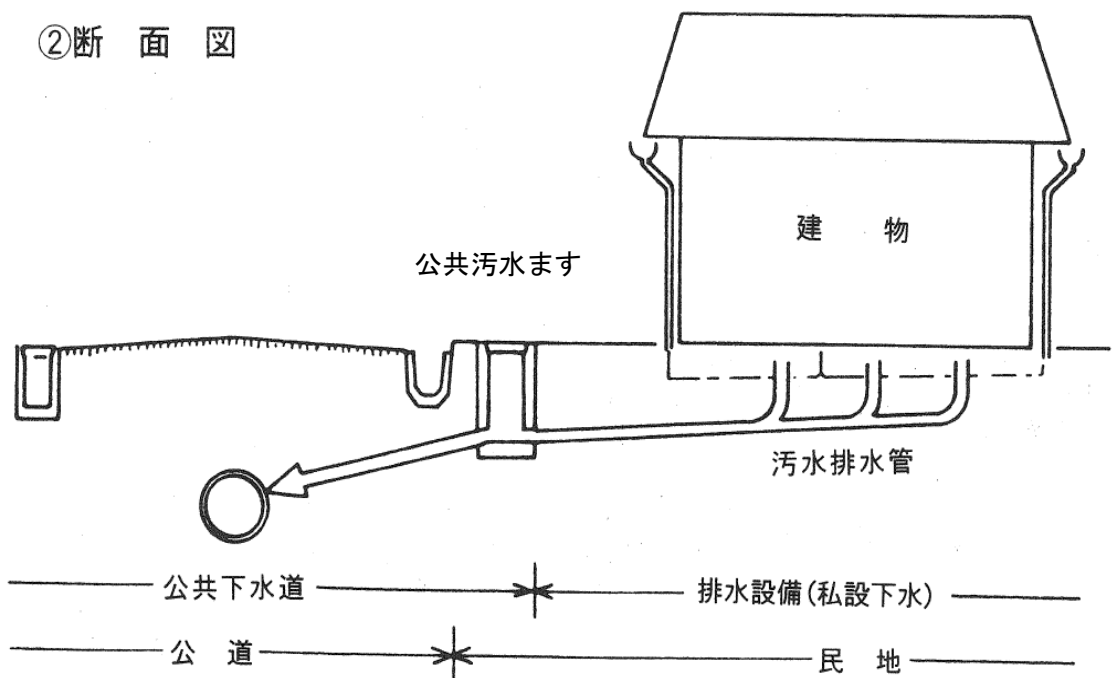 ②断面図
建物
公共汚水ます
汚水排水管
公共下水道
排水設備(私設下水)
公道
民地